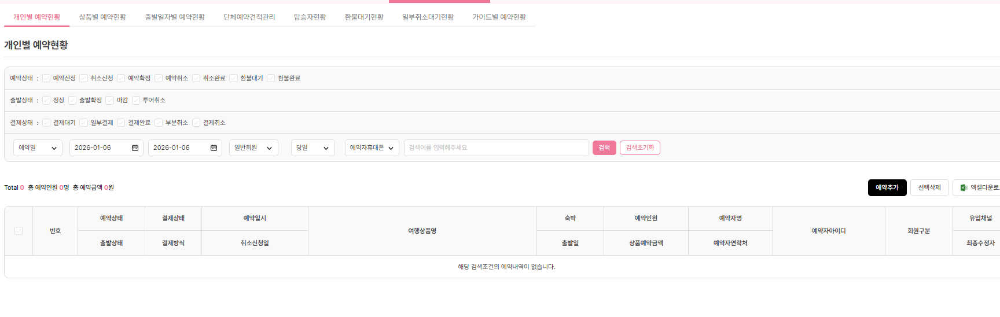 개인별 예약현황 상품별 예약현황 출발일자별 예약현황 단체예약견적관리 탑승자현황 환불대기현황 일부취소대기현황 가이드별 예약현황
개인별 예약현황
예약상태 : 예약신청 취소신청 예약확정 예약취소 취소완료 환불대기 환불완료
출발상태 : 정상 출발확정 마감 투어취소
결제상태 : 결제대기 일부결제 결제완료 부분취소 결제취소
예약일 2026-01-06 2026-01-06 일반회원 당일 예약자휴대폰 검색어를 입력해주세요 검색 검색초기화
Total 0 총 예약인원 0명 총 예약금액 0원 예약추가 선택삭제 엑셀다운로
번호 예약상태 결제상태 예약일시 여행상품명 숙박 예약인원 예약자명 예약자아이디 회원구분 유입채널
출발상태 결제방식 취소신청일 출발일 상품예약금액 예약자연락처 최종수정자
해당 검색조건의 예약내역이 없습니다.